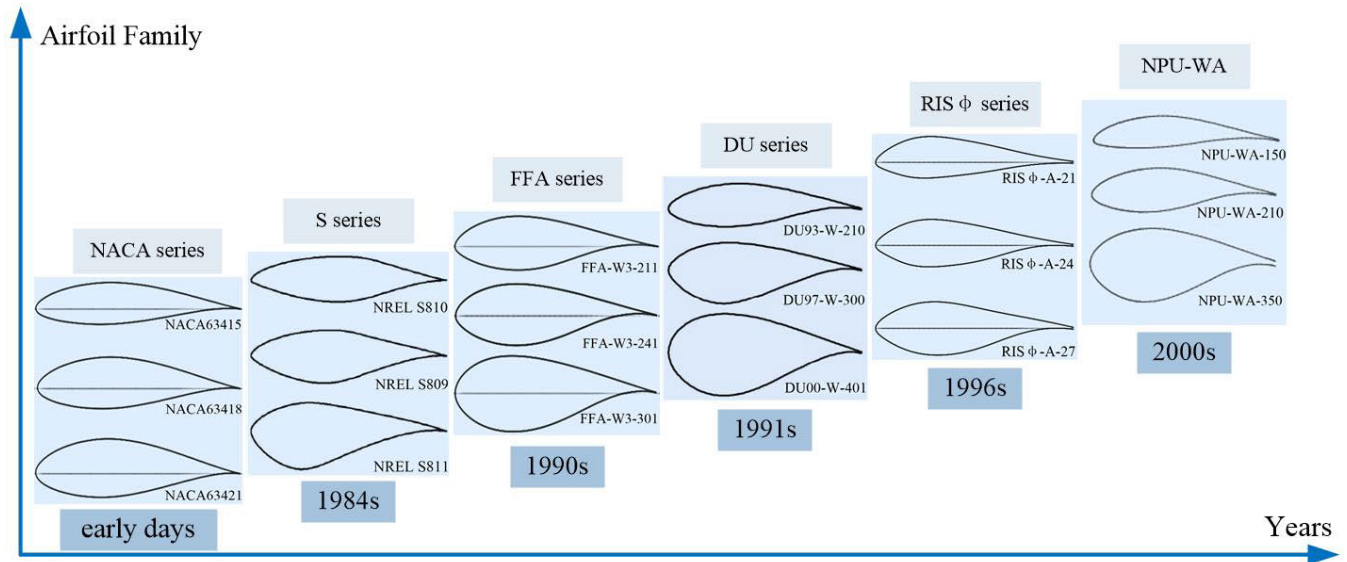 Airfoil Family
NACA series
NACA63415
NACA63418
NACA63421
early days
S series
NREL S810
NREL S809
NREL S811
1984s
FFA series
FFA-W3-211
FFA-W3-241
FFA-W3-301
1990s
DU series
DU93-W-210
DU97-W-300
DU00-W-401
1991s
RIS ϕ series
RIS ϕ-A-21
RIS ϕ-A-24
RIS ϕ-A-27
1996s
NPU-WA
NPU-WA-150
NPU-WA-210
NPU-WA-350
2000s
Years